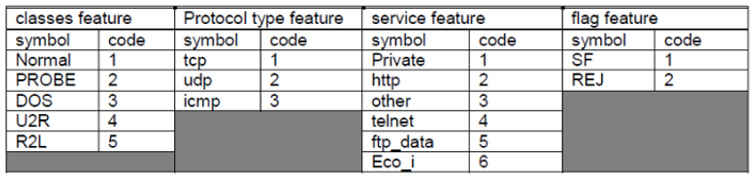 classes feature Protocol type feature service feature flag feature
symbol code symbol code symbol code symbol code
Normal 1 tcp 1 Private 1 SF 1
PROBE 2 udp 2 http 2 REJ 2
DOS 3 icmp 3 other 3
U2R 4 telnet 4
R2L 5 ftp_data 5
Eco_i 6